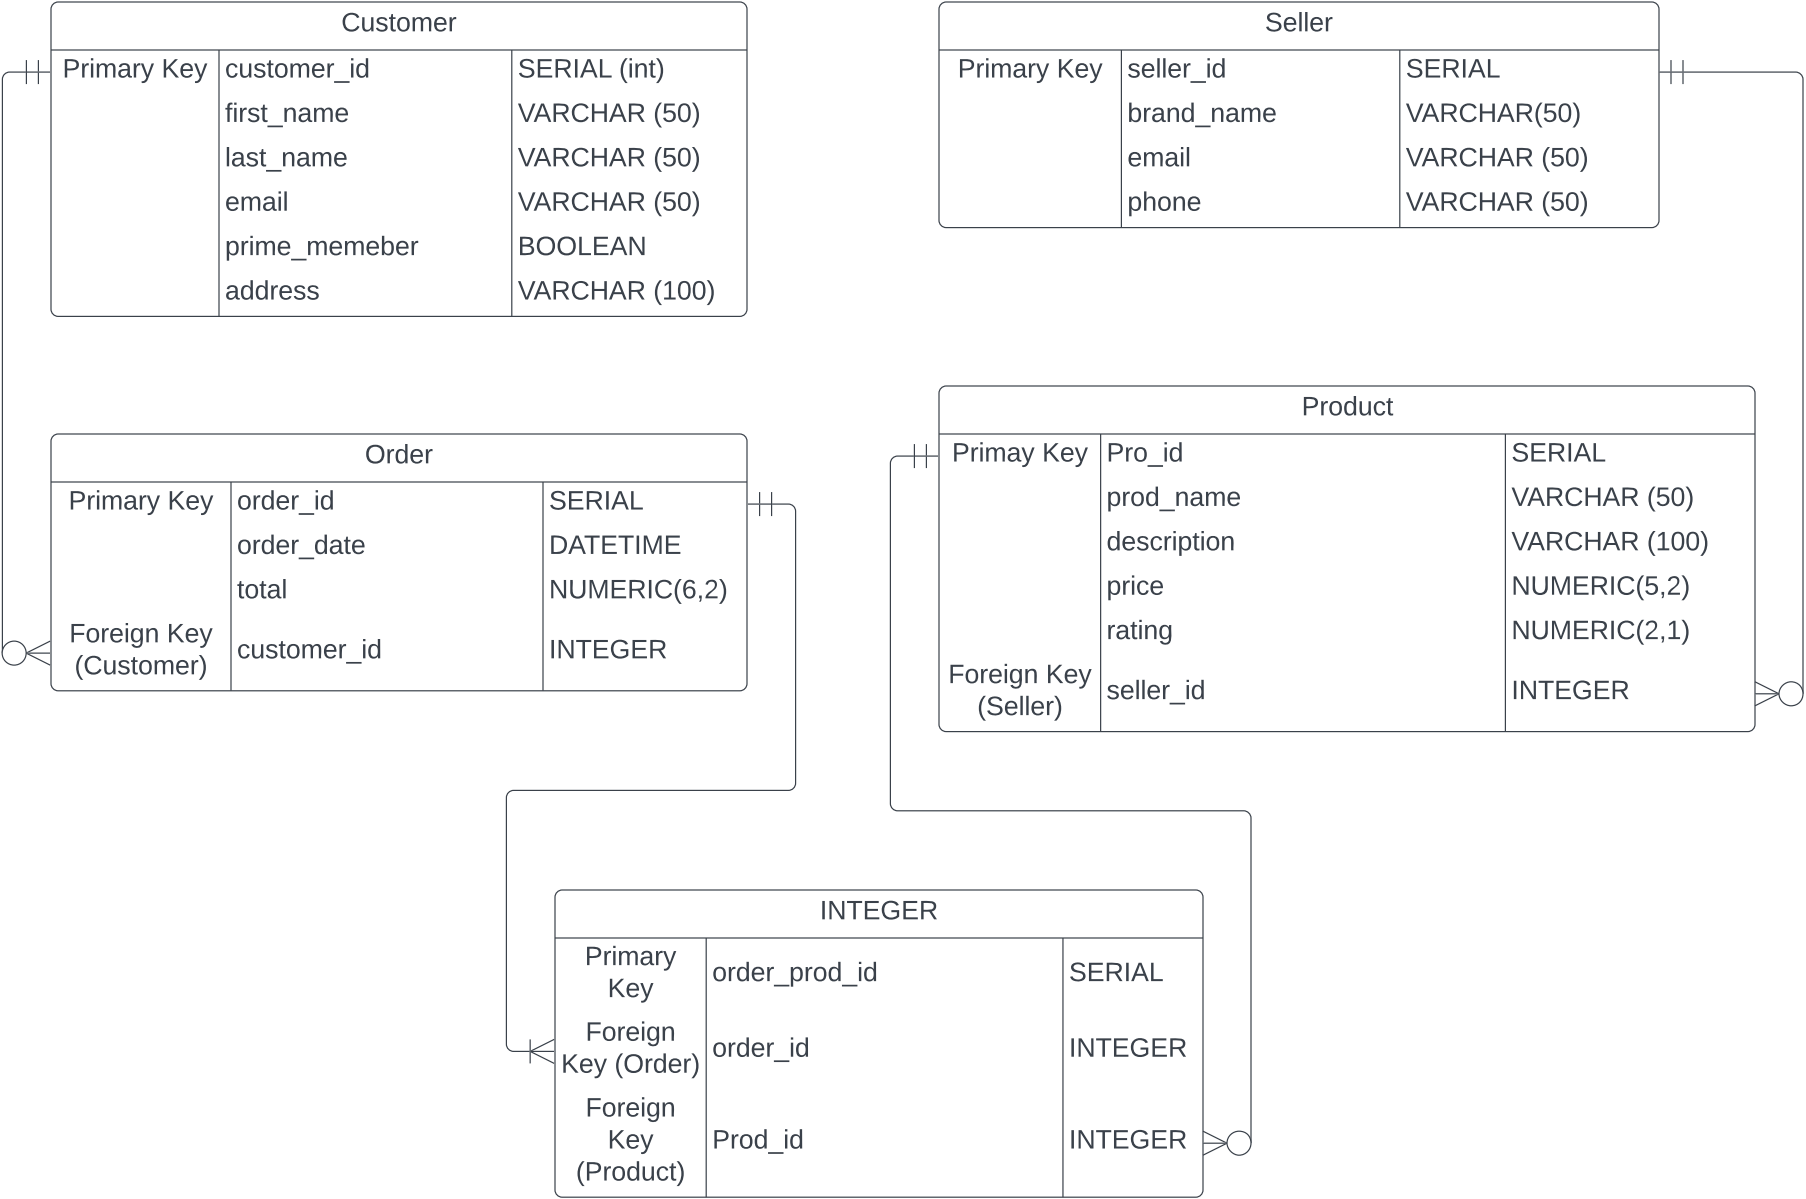 Customer
Primary Key customer_id SERIAL (int)
first_name VARCHAR (50)
last_name VARCHAR (50)
email VARCHAR (50)
prime_memeber BOOLEAN
address VARCHAR (100)
Seller
Primary Key seller_id SERIAL
brand_name VARCHAR(50)
email VARCHAR (50)
phone VARCHAR (50)
Order
Primary Key order_id SERIAL
order_date DATETIME
total NUMERIC(6,2)
Foreign Key
(Customer) customer_id INTEGER
Product
Primay Key Pro_id SERIAL
prod_name VARCHAR (50)
description VARCHAR (100)
price NUMERIC(5,2)
rating NUMERIC(2,1)
Foreign Key
(Seller) seller_id INTEGER
INTEGER
Primary
Key order_prod_id SERIAL
Foreign
Key (Order) order_id INTEGER
Foreign
Key Prod_id INTEGER
(Product)